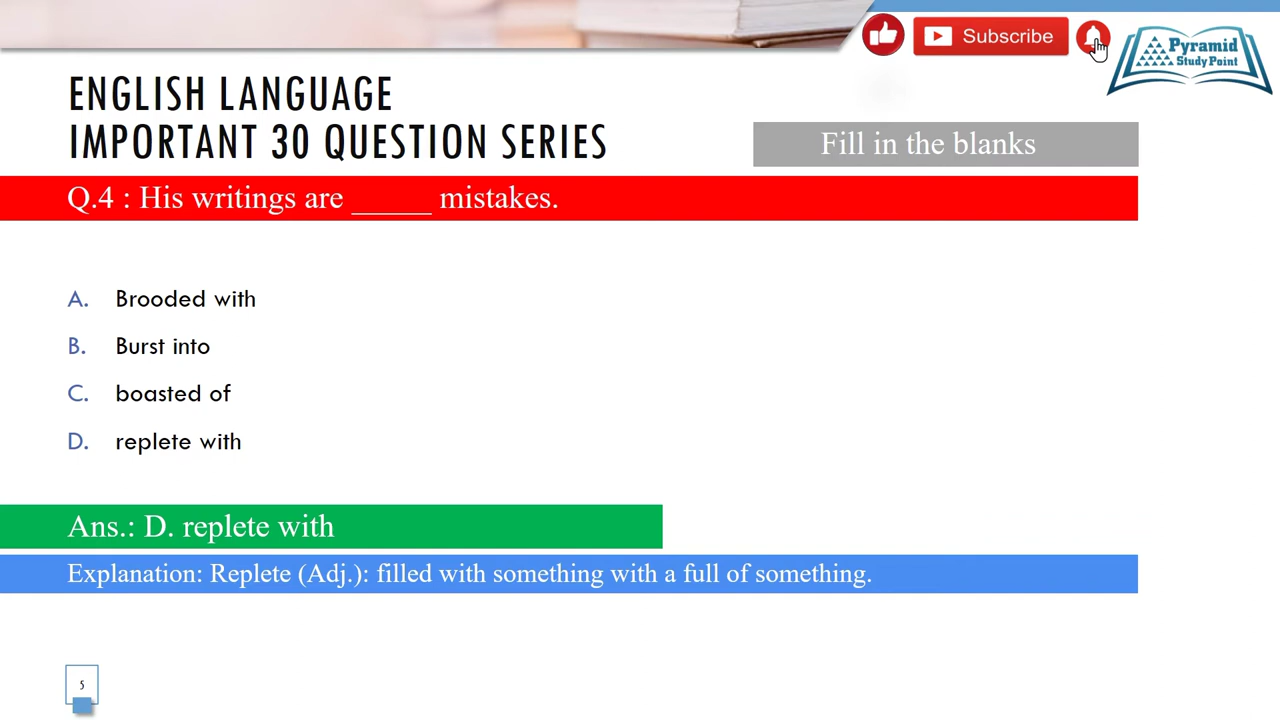 Subscribe
Pyramid
Study Point
ENGLISH LANGUAGE
IMPORTANT 30 QUESTION SERIES
Fill in the blanks
Q.4 : His writings are _____ mistakes.
A. Brooded with
B. Burst into
C. boasted of
D. replete with
Ans.: D. replete with
Explanation: Replete (Adj.): filled with something with a full of something.
5